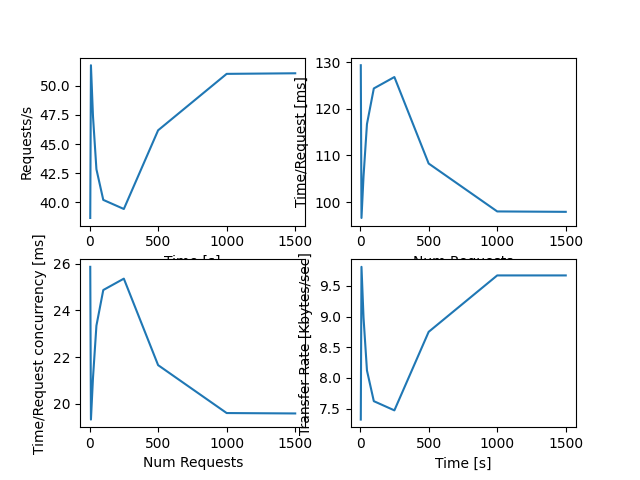 Requests/s
50.0
47.5
45.0
42.5
40.0
0 500 1000 1500
Time [s]
Time/Request [ms]
130
120
110
100
0 500 1000 1500
Num Requests
Time/Request concurrency [ms]
26
24
22
20
0 500 1000 1500
Num Requests
Transfer Rate [Kbytes/sec]
9.5
9.0
8.5
8.0
7.5
0 500 1000 1500
Time [s]